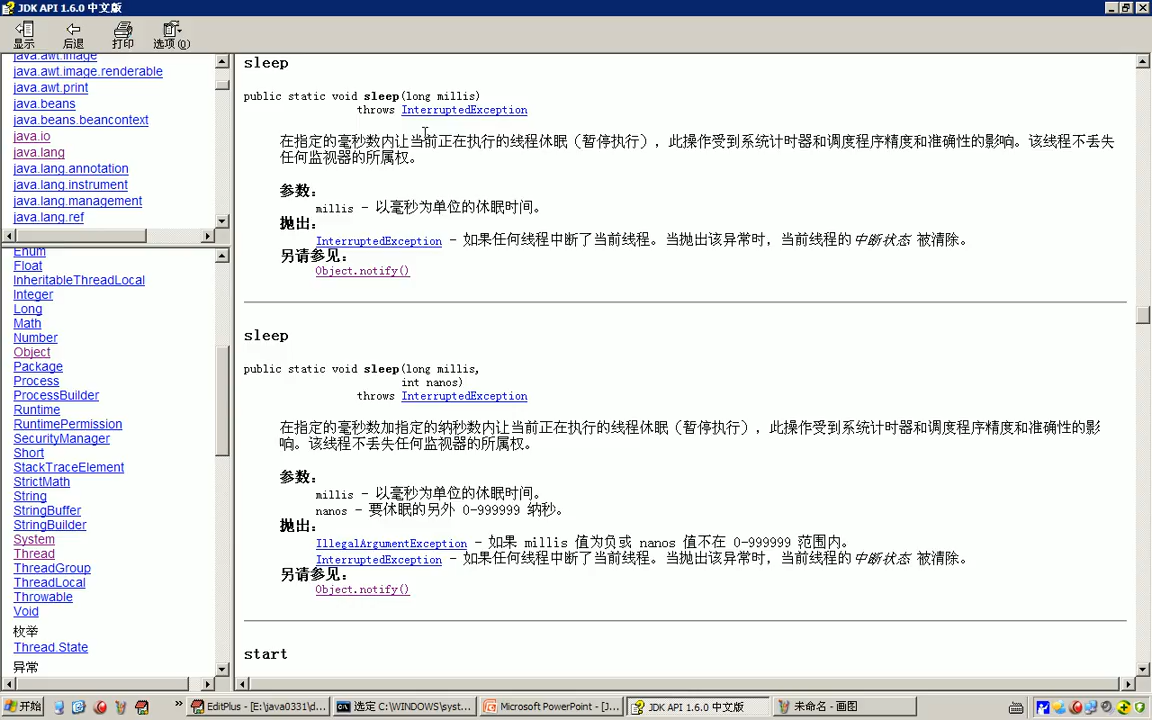 JDK API 1.6.0 中文版
显示
后退
打印
选项(O)
java.awt.image
java.awt.image.renderable
java.awt.print
java.beans
java.beans.beancontext
java.io
java.lang
java.lang.annotation
java.lang.instrument
java.lang.management
java.lang.ref
Enum
Float
InheritableThreadLocal
Integer
Long
Math
Number
Object
Package
Process
ProcessBuilder
Runtime
RuntimePermission
SecurityManager
Short
StackTraceElement
StrictMath
String
StringBuffer
StringBuilder
System
Thread
ThreadGroup
ThreadLocal
Throwable
Void
枚举
Thread.State
异常
sleep
public static void sleep(long millis)
throws InterruptedException
在指定的毫秒数内让当前正在执行的线程休眠（暂停执行），此操作受到系统计时器和调度程序精度和准确性的影响。该线程不丢失
任何监视器的所属权。
参数：
millis - 以毫秒为单位的休眠时间。
抛出：
InterruptedException - 如果任何线程中断了当前线程。当抛出该异常时，当前线程的 中断状态 被清除。
另请参见：
Object.notify()
sleep
public static void sleep(long millis,
int nanos)
throws InterruptedException
在指定的毫秒数加指定的纳秒数内让当前正在执行的线程休眠（暂停执行），此操作受到系统计时器和调度程序精度和准确性的影
响。该线程不丢失任何监视器的所属权。
参数：
millis - 以毫秒为单位的休眠时间。
nanos - 要休眠的另外 0-999999 纳秒。
抛出：
IllegalArgumentException - 如果 millis 值为负或 nanos 值不在 0-999999 范围内。
InterruptedException - 如果任何线程中断了当前线程。当抛出该异常时，当前线程的 中断状态 被清除。
另请参见：
Object.notify()
start
开始
EditPlus - [E:\java0331\d...
选定 C:\WINDOWS\syst...
Microsoft PowerPoint - [J...
JDK API 1.6.0 中文版
未命名 - 画图